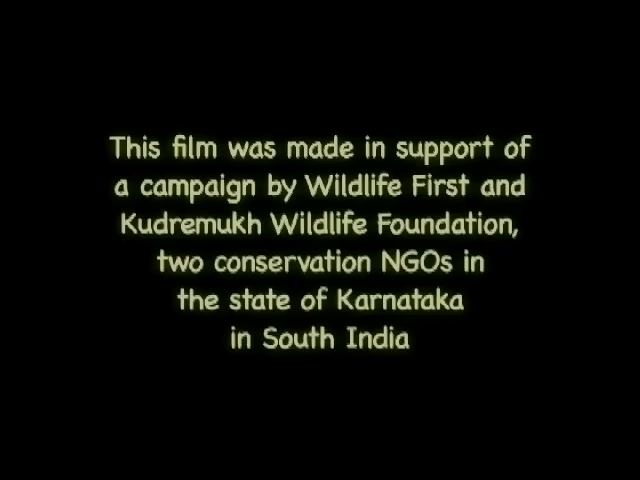 This film was made in support of
a campaign by Wildlife First and
Kudremukh Wildlife Foundation,
two conservation NGOs in
the state of Karnataka
in South India